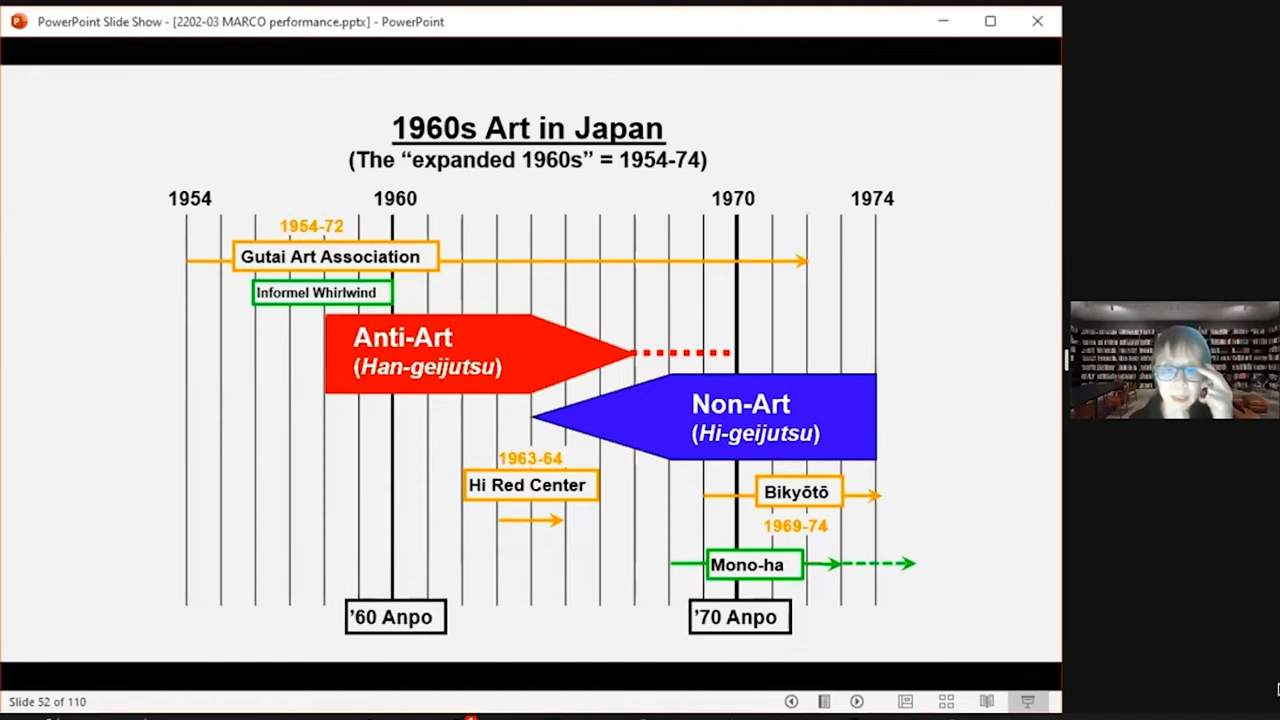 PowerPoint Slide Show - [2202-03 MARCO performance.pptx] - PowerPoint
1960s Art in Japan
(The “expanded 1960s” = 1954-74)
1954
1960
1970
1974
1954-72
Gutai Art Association
Informel Whirlwind
Anti-Art
(Han-geijutsu)
Non-Art
(Hi-geijutsu)
1963-64
Hi Red Center
Bikyōtō
1969-74
Mono-ha
’60 Anpo
’70 Anpo
Slide 52 of 110